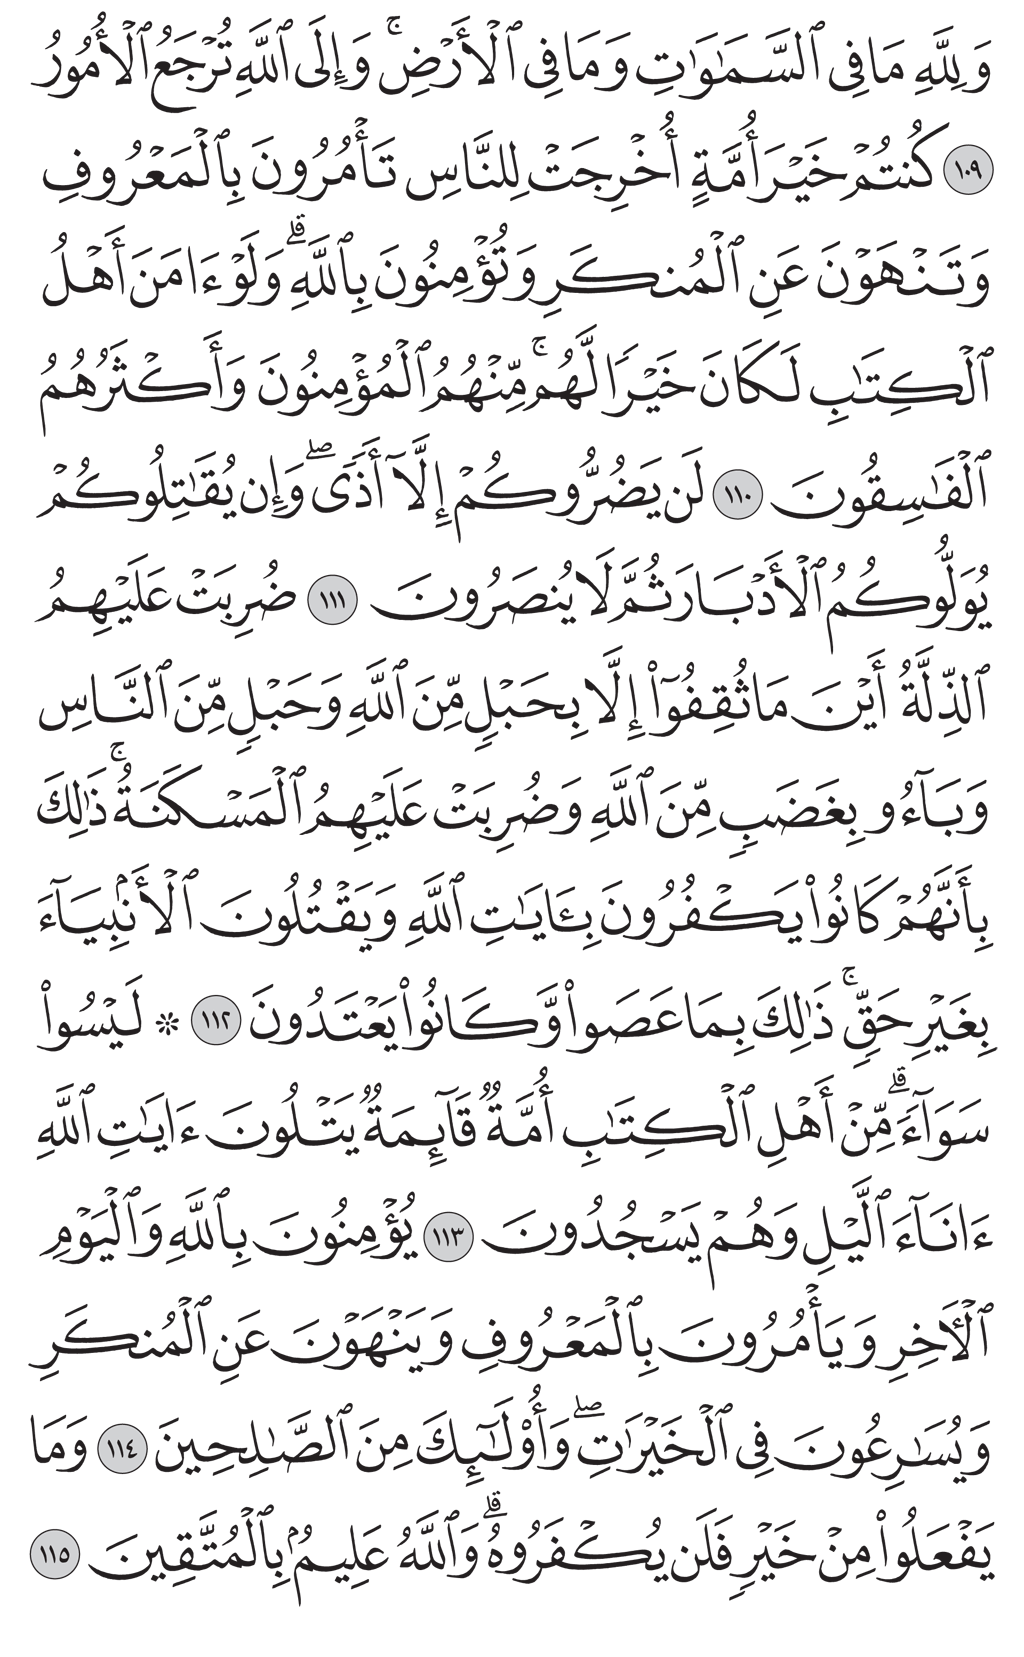 وَلِلَّهِ مَا فِي ٱلسَّمَٰوَٰتِ وَمَا فِي ٱلْأَرْضِۚ وَإِلَى ٱللَّهِ تُرْجَعُ ٱلْأُمُورُ
١٠٩ كُنتُمْ خَيْرَ أُمَّةٍ أُخْرِجَتْ لِلنَّاسِ تَأْمُرُونَ بِٱلْمَعْرُوفِ
وَتَنْهَوْنَ عَنِ ٱلْمُنكَرِ وَتُؤْمِنُونَ بِٱللَّهِۗ وَلَوْ ءَامَنَ أَهْلُ
ٱلْكِتَٰبِ لَكَانَ خَيْرًا لَّهُمۚ مِّنْهُمُ ٱلْمُؤْمِنُونَ وَأَكْثَرُهُمُ
ٱلْفَٰسِقُونَ ١١٠ لَن يَضُرُّوكُمْ إِلَّآ أَذًىۖ وَإِن يُقَٰتِلُوكُمْ
يُوَلُّوكُمُ ٱلْأَدْبَارَ ثُمَّ لَا يُنصَرُونَ ١١١ ضُرِبَتْ عَلَيْهِمُ
ٱلذِّلَّةُ أَيْنَ مَا ثُقِفُوٓا۟ إِلَّا بِحَبْلٍ مِّنَ ٱللَّهِ وَحَبْلٍ مِّنَ ٱلنَّاسِ
وَبَآءُو بِغَضَبٍ مِّنَ ٱللَّهِ وَضُرِبَتْ عَلَيْهِمُ ٱلْمَسْكَنَةُۚ ذَٰلِكَ
بِأَنَّهُمْ كَانُوا۟ يَكْفُرُونَ بِـَٔايَٰتِ ٱللَّهِ وَيَقْتُلُونَ ٱلْأَنۢبِيَآءَ
بِغَيْرِ حَقٍّۚ ذَٰلِكَ بِمَا عَصَوا۟ وَّكَانُوا۟ يَعْتَدُونَ ١١٢ ۞ لَيْسُوا۟
سَوَآءًۗ مِّنْ أَهْلِ ٱلْكِتَٰبِ أُمَّةٌ قَآئِمَةٌ يَتْلُونَ ءَايَٰتِ ٱللَّهِ
ءَانَآءَ ٱلَّيْلِ وَهُمْ يَسْجُدُونَ ١١٣ يُؤْمِنُونَ بِٱللَّهِ وَٱلْيَوْمِ
ٱلْـَٔاخِرِ وَيَأْمُرُونَ بِٱلْمَعْرُوفِ وَيَنْهَوْنَ عَنِ ٱلْمُنكَرِ
وَيُسَٰرِعُونَ فِي ٱلْخَيْرَٰتِۖ وَأُو۟لَٰٓئِكَ مِنَ ٱلصَّٰلِحِينَ ١١٤ وَمَا
يَفْعَلُوا۟ مِنْ خَيْرٍ فَلَن يُكْفَرُوهُۗ وَٱللَّهُ عَلِيمٌۢ بِٱلْمُتَّقِينَ ١١٥